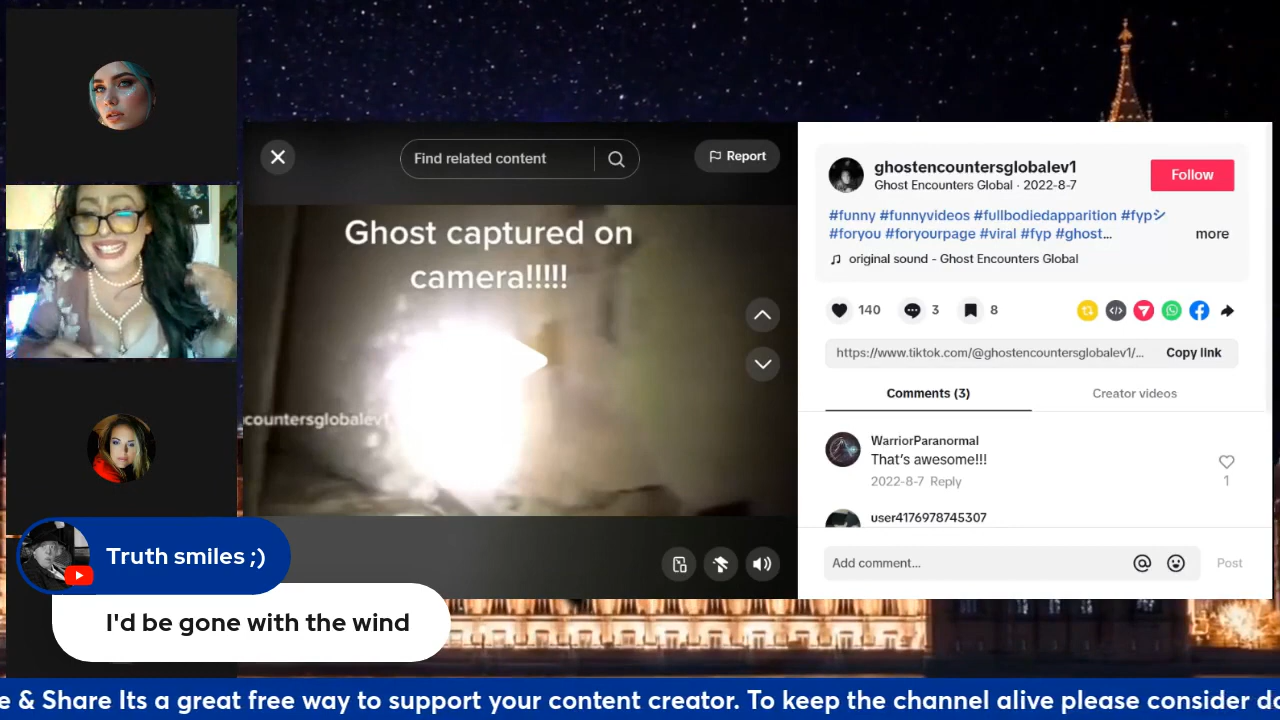 Find related content
Report
Ghost captured on
camera!!!!!
countersglobalev1
ghostencountersglobalev1
Ghost Encounters Global · 2022-8-7
Follow
#funny #funnyvideos #fullbodiedapparition #fypシ
#foryou #foryourpage #viral #fyp #ghost...
more
original sound - Ghost Encounters Global
140
3
8
https://www.tiktok.com/@ghostencountersglobalev1/...
Copy link
Comments (3)
Creator videos
WarriorParanormal
That's awesome!!!
2022-8-7 Reply
1
user4176978745307
Add comment...
Post
Truth smiles ;)
I'd be gone with the wind
e & Share Its a great free way to support your content creator. To keep the channel alive please consider do